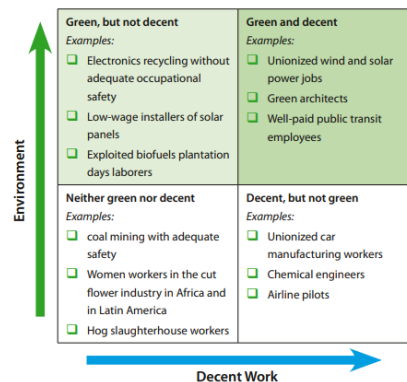 Green, but not decent
Examples:
Electronics recycling without
adequate occupational
safety
Low-wage installers of solar
panels
Exploited biofuels plantation
days laborers
Green and decent
Examples:
Unionized wind and solar
power jobs
Green architects
Well-paid public transit
employees
Neither green nor decent
Examples:
coal mining with adequate
safety
Women workers in the cut
flower industry in Africa and
in Latin America
Hog slaughterhouse workers
Decent, but not green
Examples:
Unionized car
manufacturing workers
Chemical engineers
Airline pilots
Environment
Decent Work